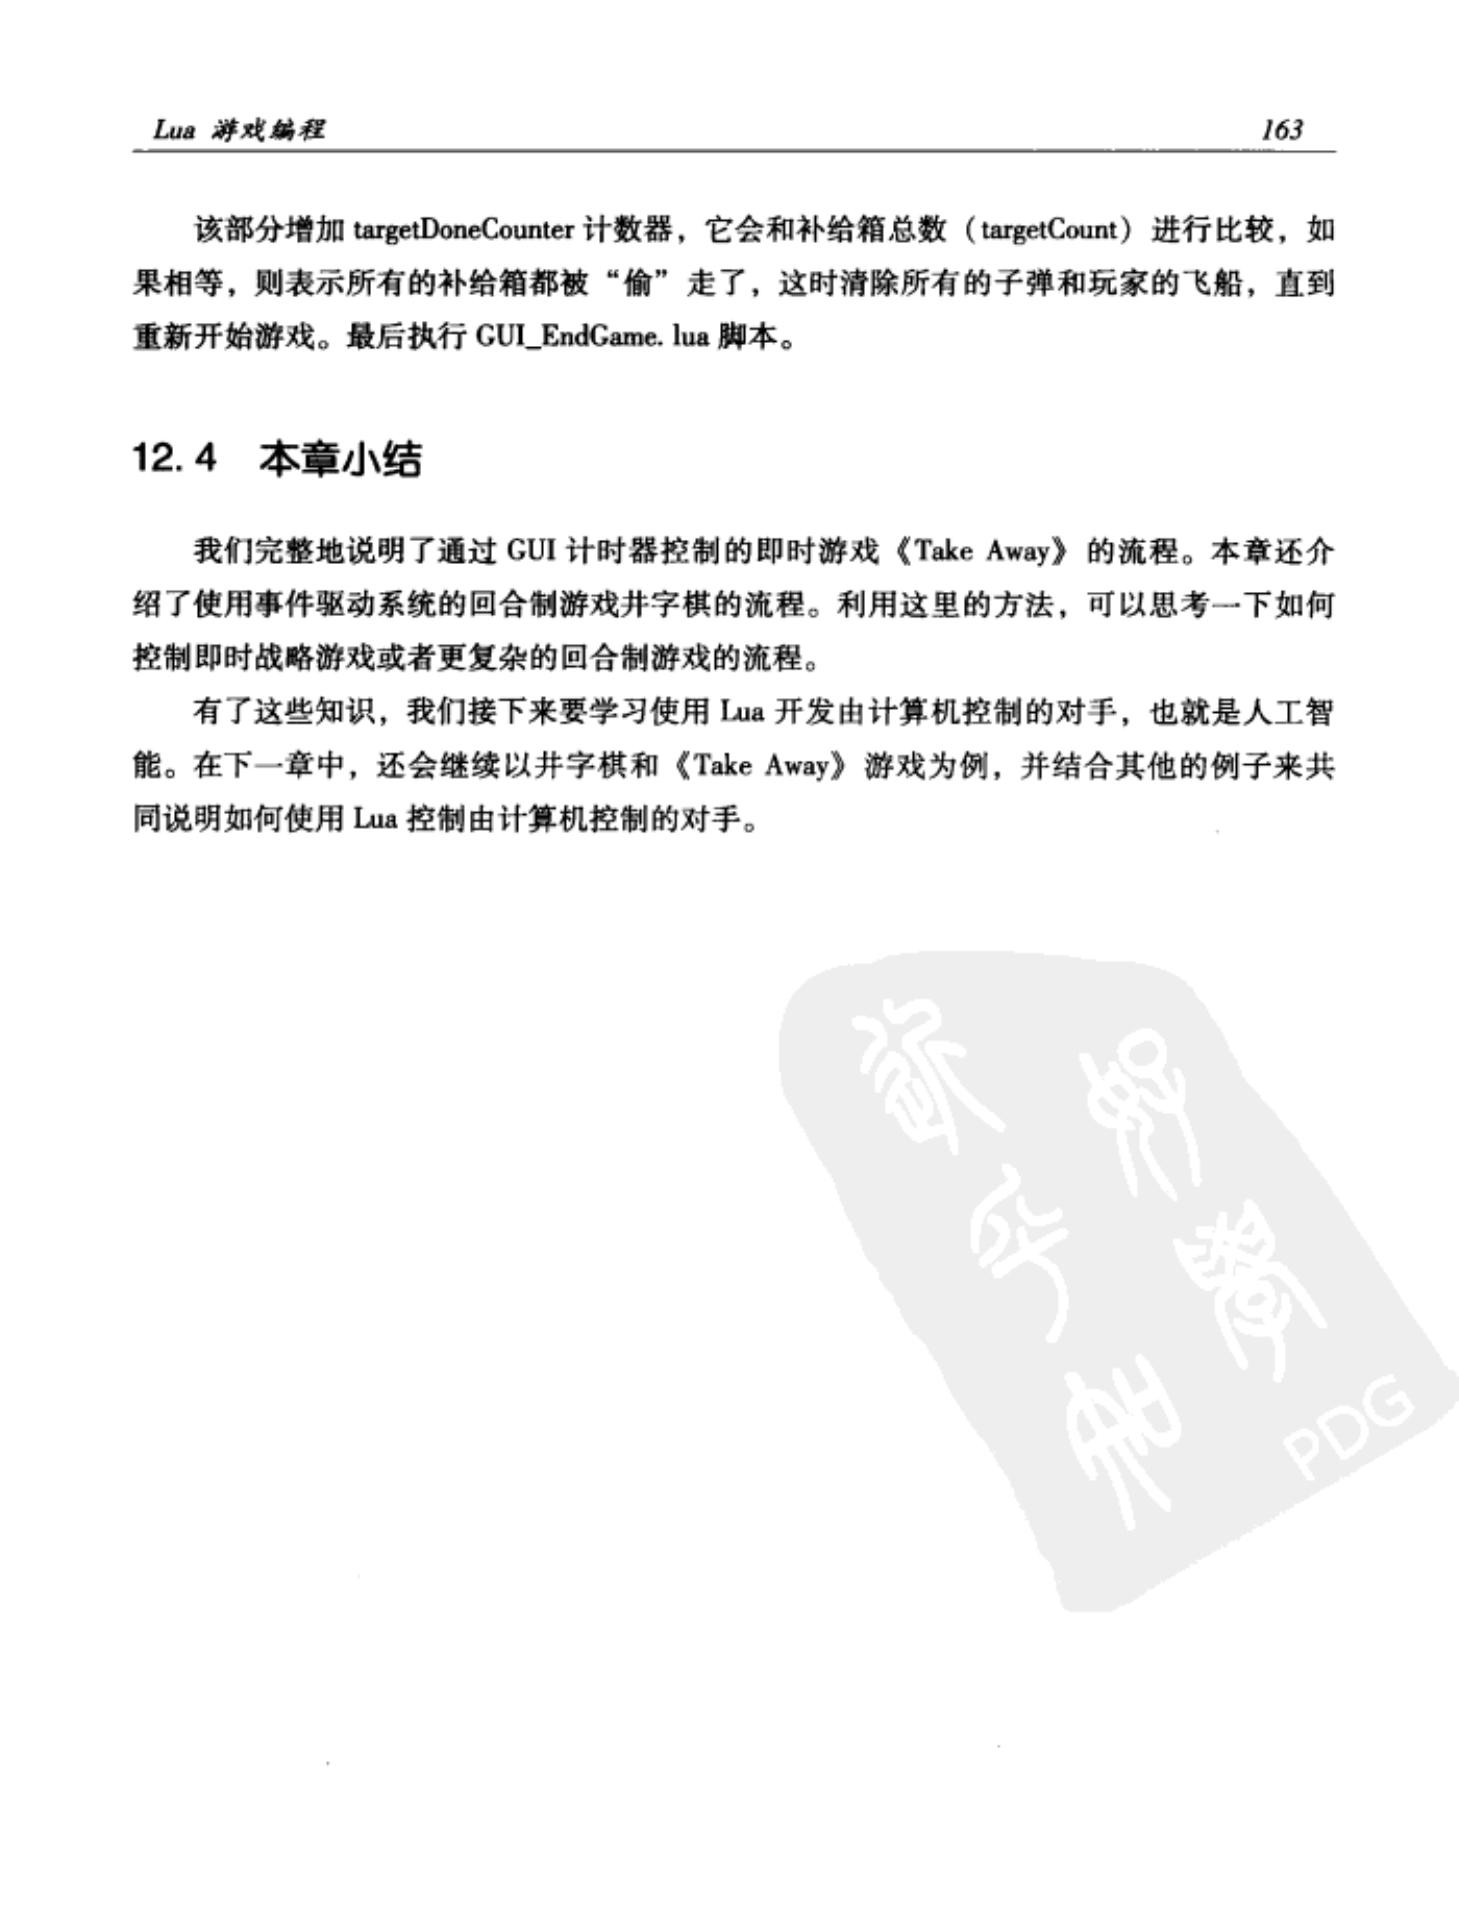 Lua 游戏编程 163
该部分增加 targetDoneCounter 计数器，它会和补给箱总数（targetCount）进行比较，如
果相等，则表示所有的补给箱都被“偷”走了，这时清除所有的子弹和玩家的飞船，直到
重新开始游戏。最后执行 GUI_EndGame. lua 脚本。
12. 4 本章小结
我们完整地说明了通过 GUI 计时器控制的即时游戏《Take Away》的流程。本章还介
绍了使用事件驱动系统的回合制游戏井字棋的流程。利用这里的方法，可以思考一下如何
控制即时战略游戏或者更复杂的回合制游戏的流程。
有了这些知识，我们接下来要学习使用 Lua 开发由计算机控制的对手，也就是人工智
能。在下一章中，还会继续以井字棋和《Take Away》游戏为例，并结合其他的例子来共
同说明如何使用 Lua 控制由计算机控制的对手。
PDG